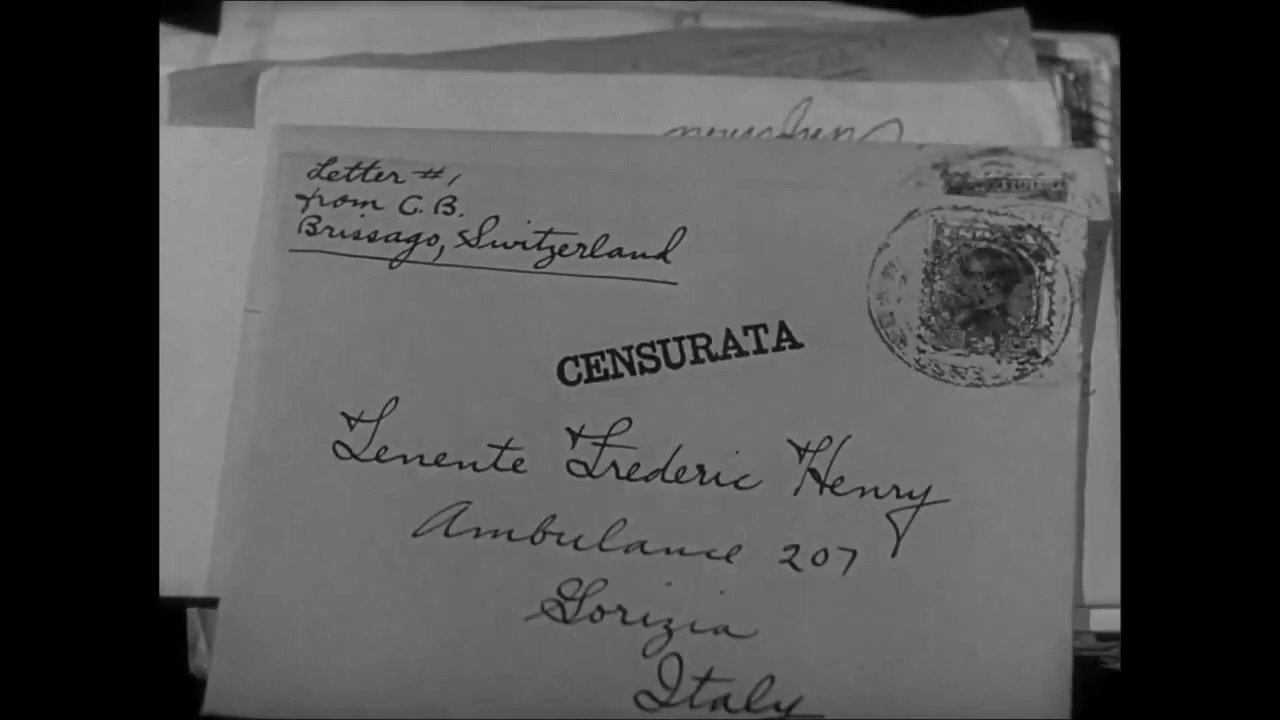 Letter #1
from C.B.
Brissago, Switzerland
CENSURATA
Tenente Frederic Henry
Ambulance 207
Gorizia
Italy